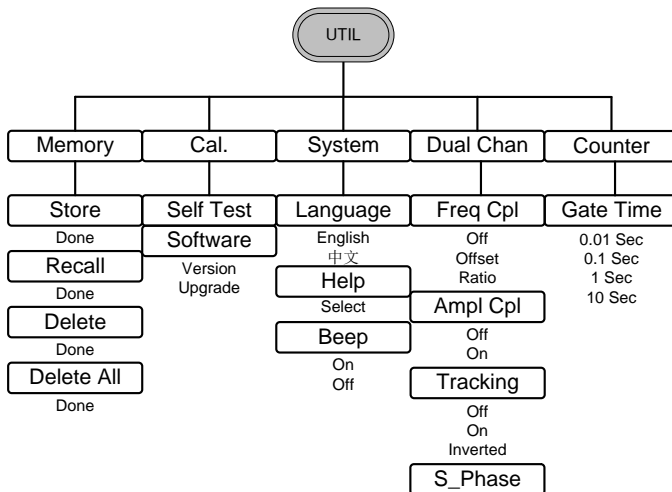 UTIL
Memory
Cal.
System
Dual Chan
Counter
Store
Done
Recall
Done
Delete
Done
Delete All
Done
Self Test
Software
Version
Upgrade
Language
English
中文
Help
Select
Beep
On
Off
Freq Cpl
Off
Offset
Ratio
Ampl Cpl
Off
On
Tracking
Off
On
Inverted
S_Phase
Gate Time
0.01 Sec
0.1 Sec
1 Sec
10 Sec